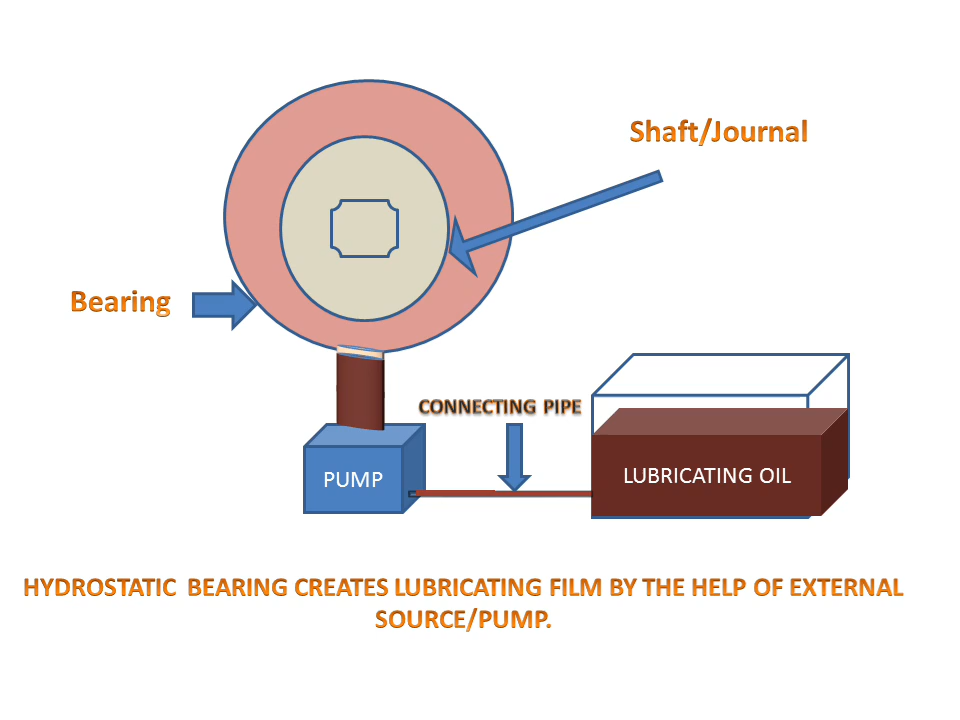 Shaft/Journal
Bearing
CONNECTING PIPE
PUMP
LUBRICATING OIL
HYDROSTATIC BEARING CREATES LUBRICATING FILM BY THE HELP OF EXTERNAL
SOURCE/PUMP.